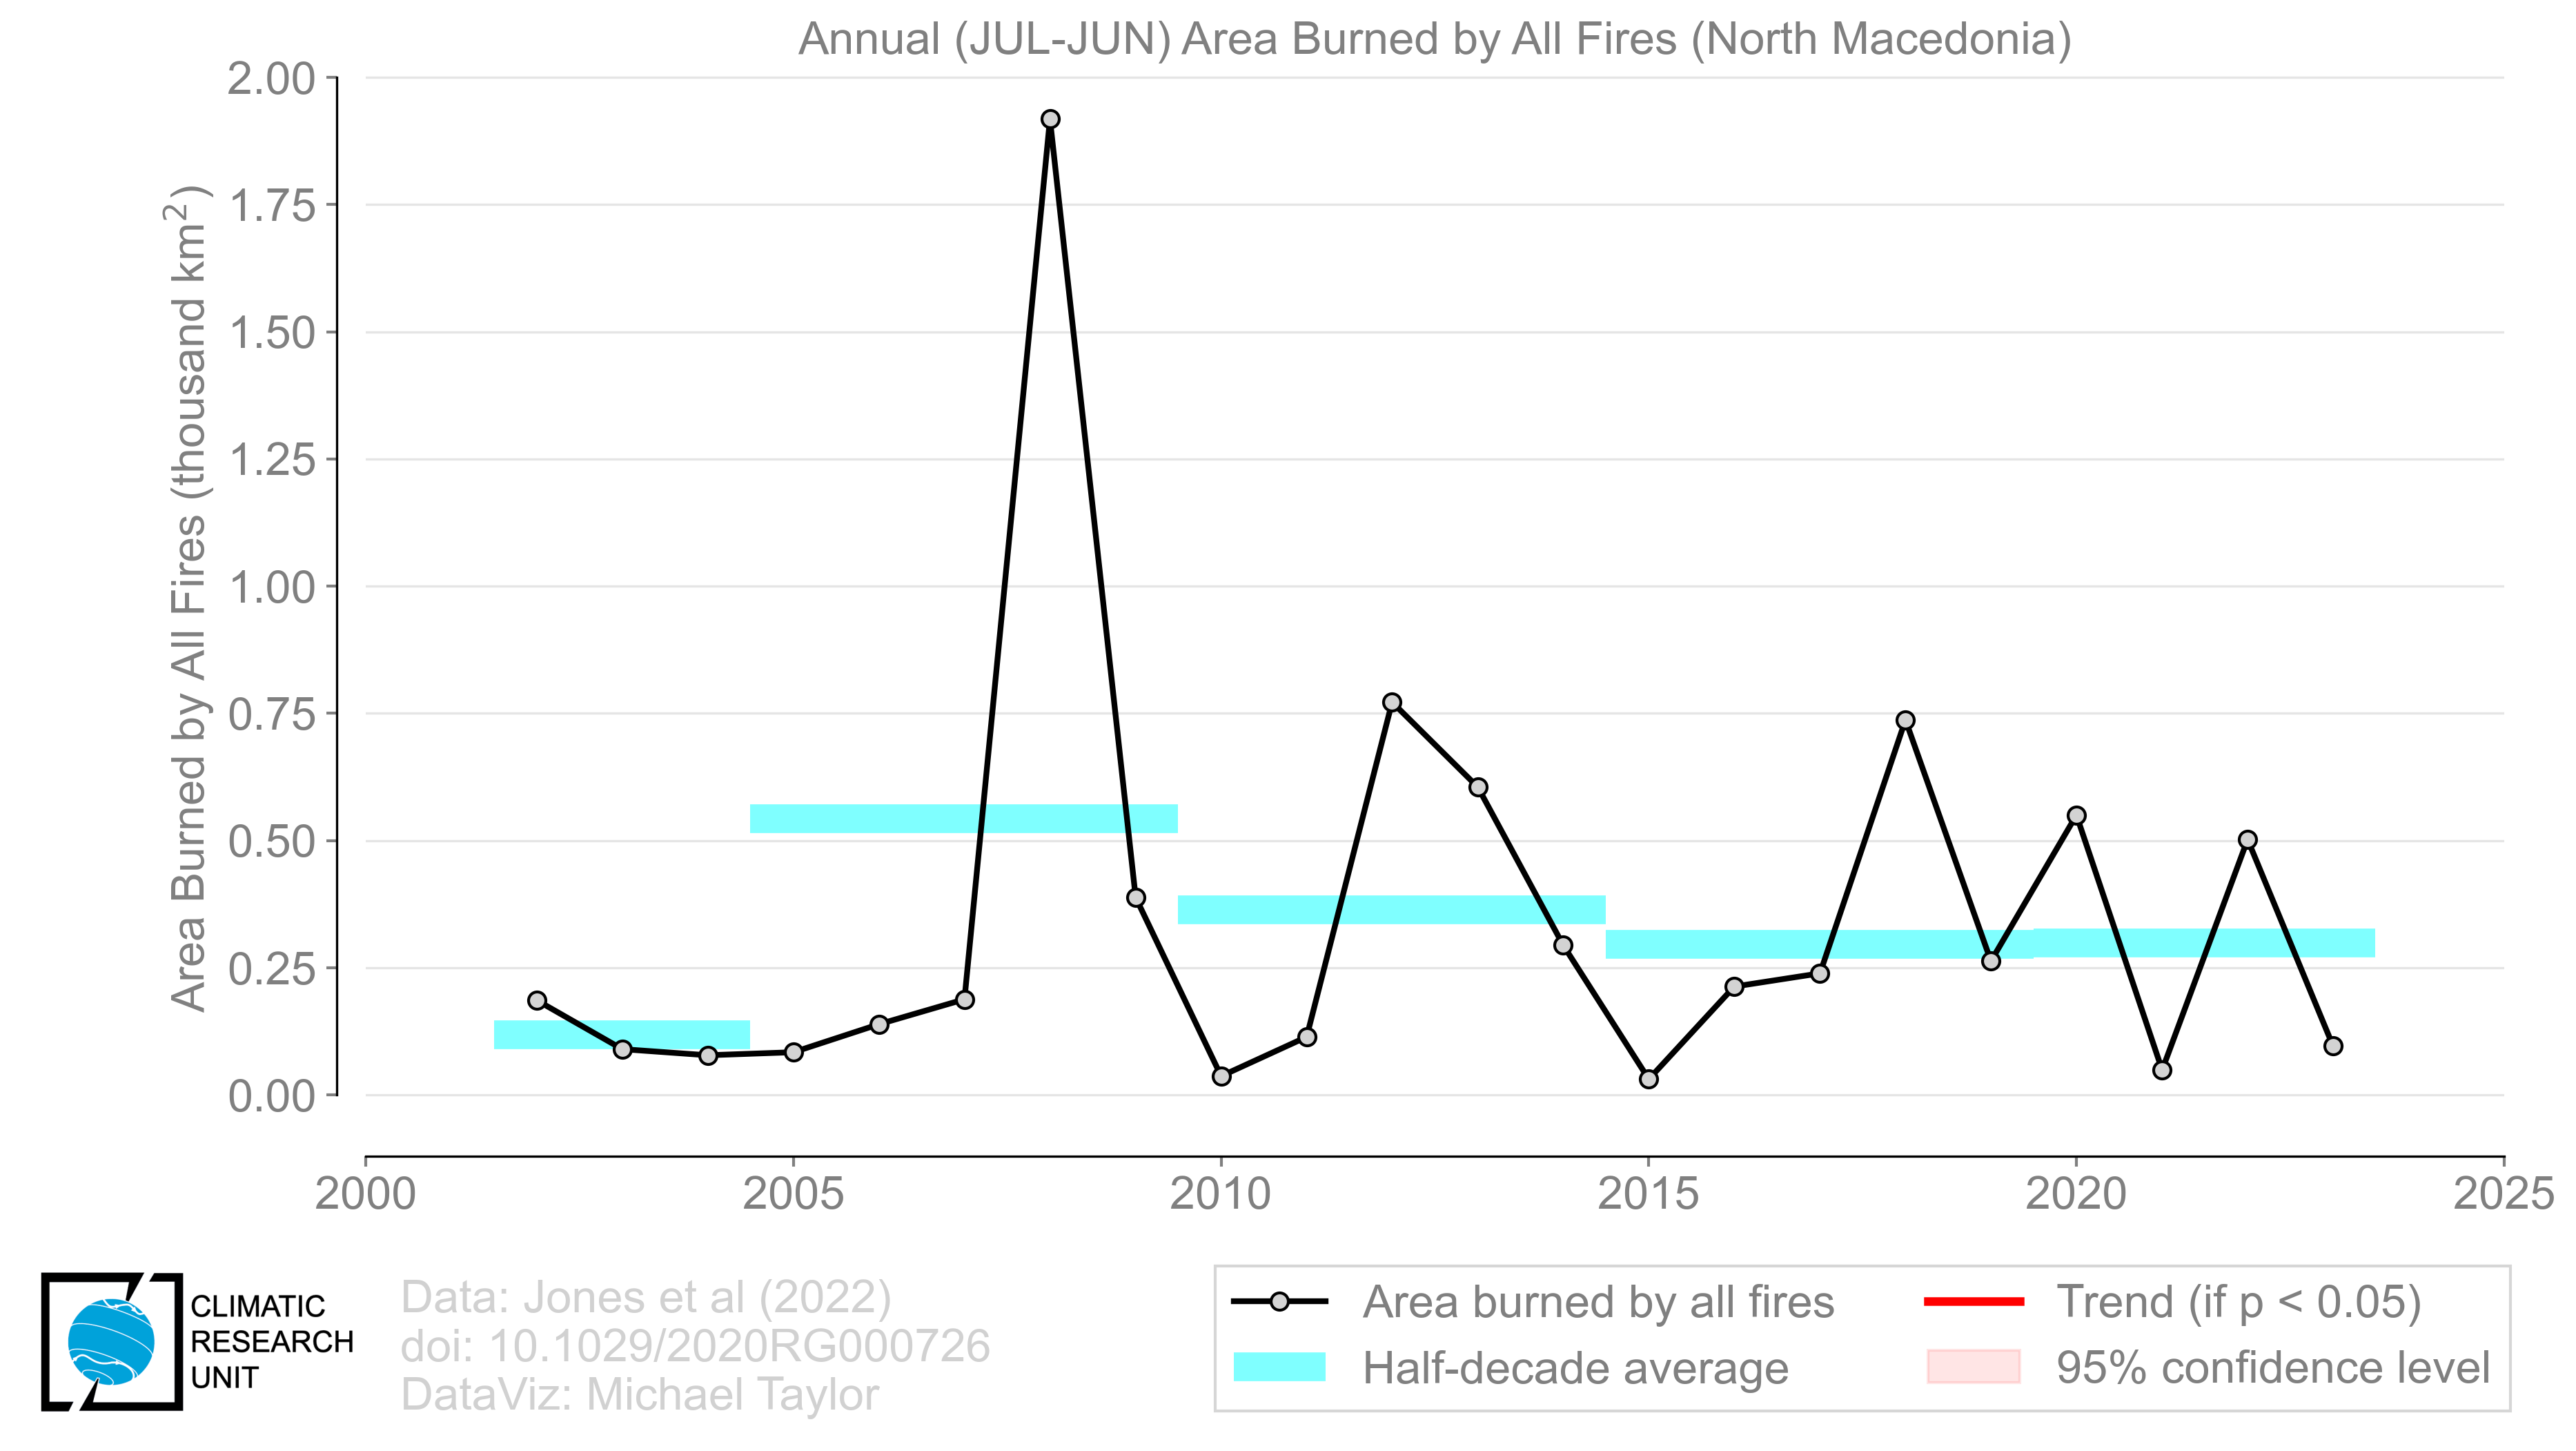 Annual (JUL-JUN) Area Burned by All Fires (North Macedonia)
Area Burned by All Fires (thousand km²)
2.00
1.75
1.50
1.25
1.00
0.75
0.50
0.25
0.00
2000 2005 2010 2015 2020 2025
CLIMATIC
RESEARCH
UNIT
Data: Jones et al (2022)
doi: 10.1029/2020RG000726
DataViz: Michael Taylor
Area burned by all fires
Half-decade average
Trend (if p < 0.05)
95% confidence level